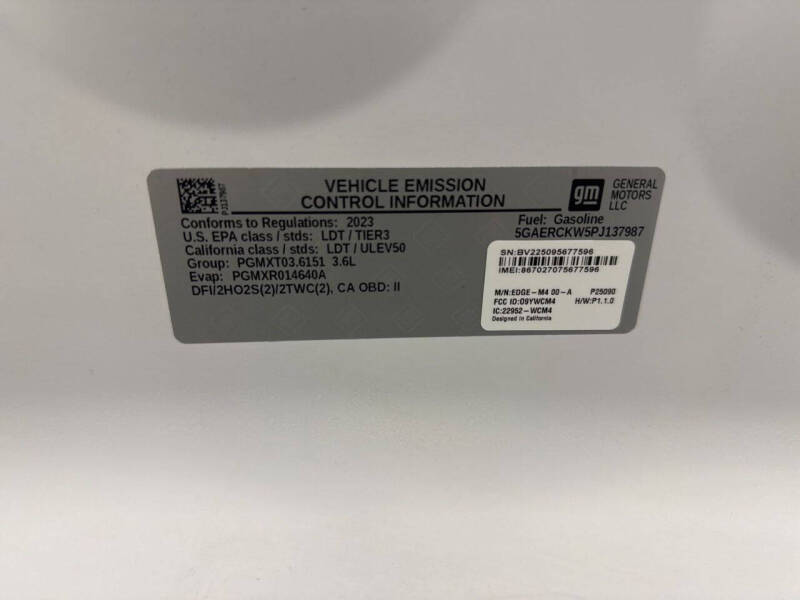 VEHICLE EMISSION
CONTROL INFORMATION
gm
GENERAL
MOTORS
LLC
PJ137987
Conforms to Regulations: 2023
U.S. EPA class / stds: LDT / TIER3
California class / stds: LDT / ULEV50
Group: PGMXT03.6151 3.6L
Evap: PGMXR014640A
DFI/2HO2S(2)/2TWC(2), CA OBD: II
Fuel: Gasoline
5GAERCKW5PJ137987
SN:BV225095677596
IMEI:867027075677596
M/N:EDGE-M4 00-A P25090
FCC ID:O9YWCM4 H/W:P1.1.0
IC:22952-WCM4
Designed in California